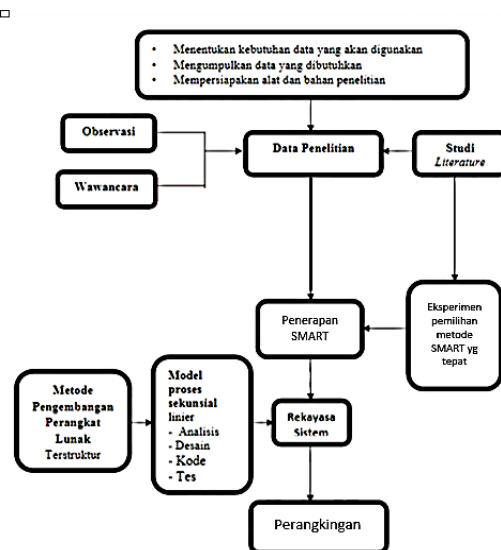 • Menentukan kebutuhan data yang akan digunakan
• Mengumpulkan data yang dibutuhkan
• Mempersiapakan alat dan bahan penelitian
Observasi
Wawancara
Data Penelitian
Studi
Literature
Penerapan
SMART
Eksperimen
pemilihan
metode
SMART yg
tepat
Metode
Pengembangan
Perangkat
Lunak
Terstruktur
Model
proses
sekunsial
linier
- Analisis
- Desain
- Kode
- Tes
Rekayasa
Sistem
Perangkingan